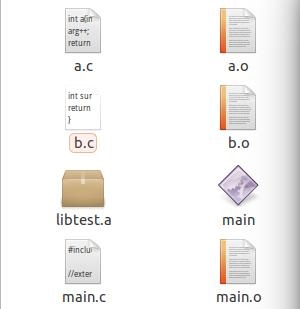 int a(in
arg++;
return
a.c
a.o
int sur
return
}
b.c
b.o
libtest.a
main
#inclu
//exter
main.c
main.o